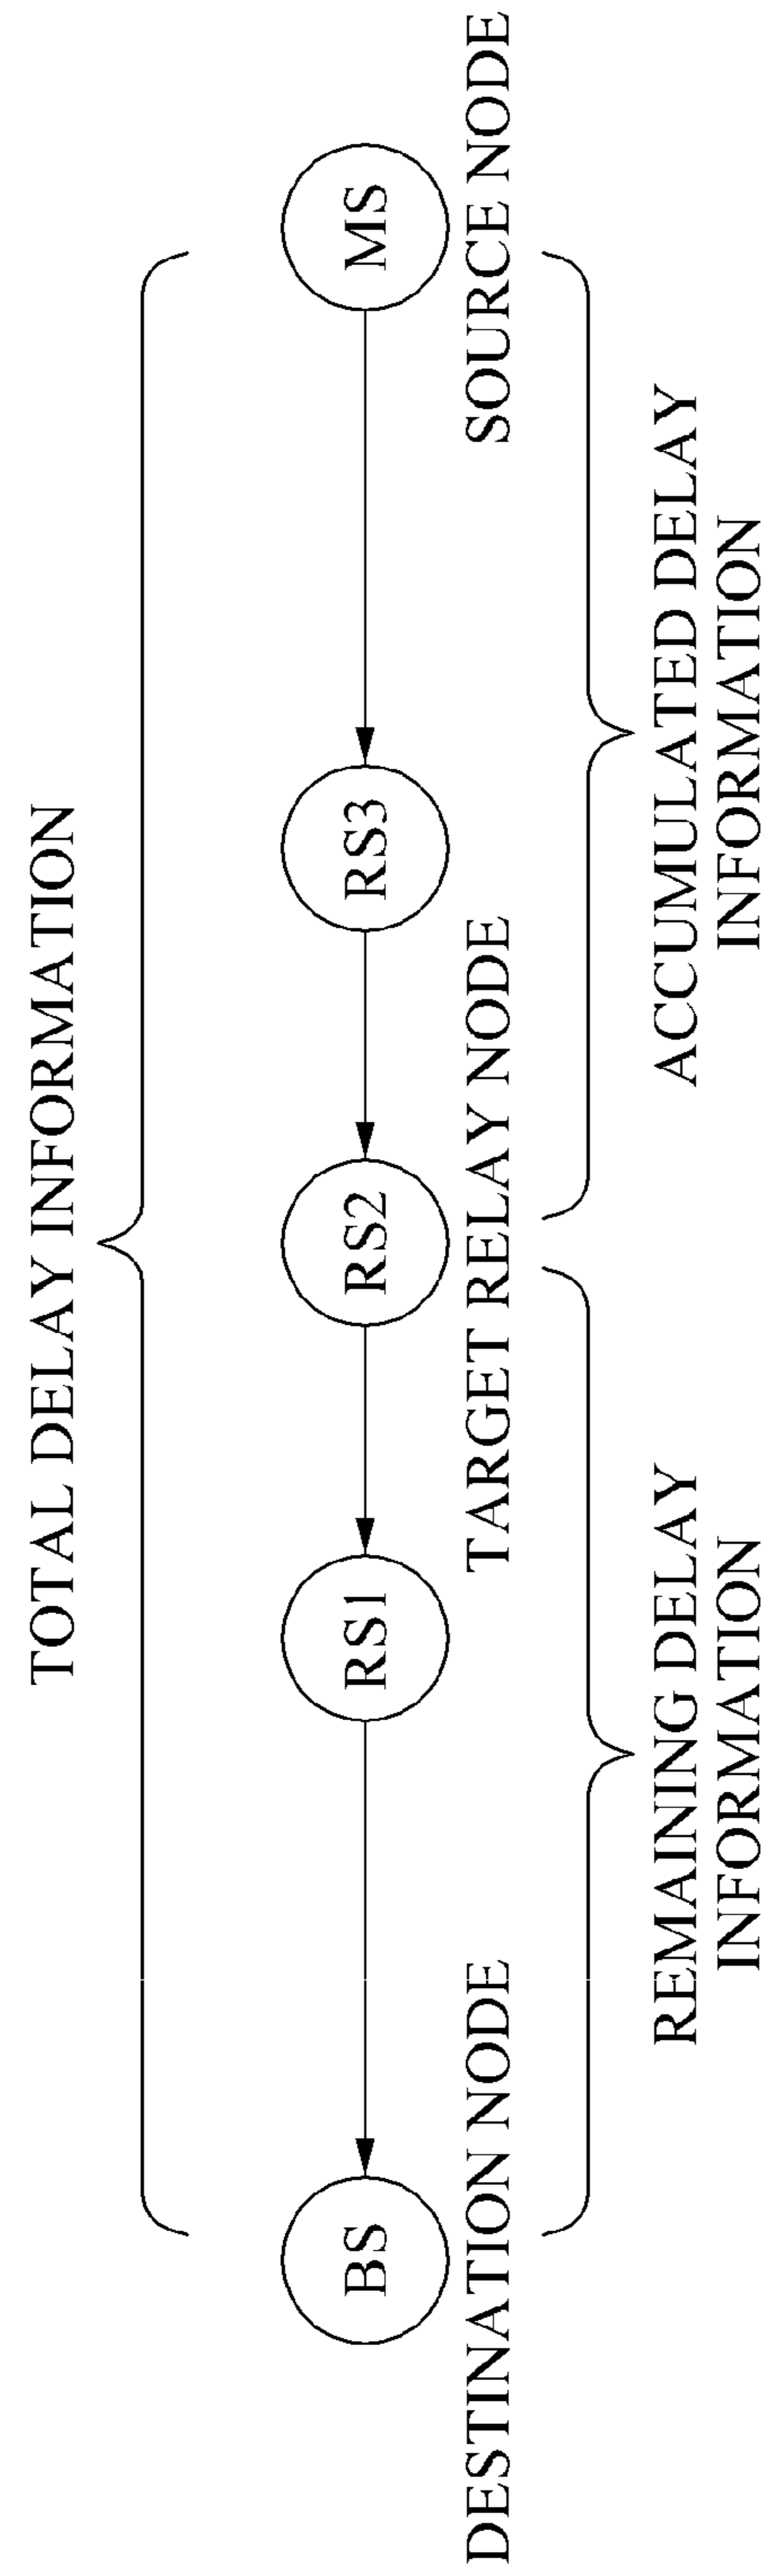 TOTAL DELAY INFORMATION
BS
RS1
RS2
RS3
MS
DESTINATION NODE
TARGET RELAY NODE
SOURCE NODE
REMAINING DELAY
INFORMATION
ACCUMULATED DELAY
INFORMATION